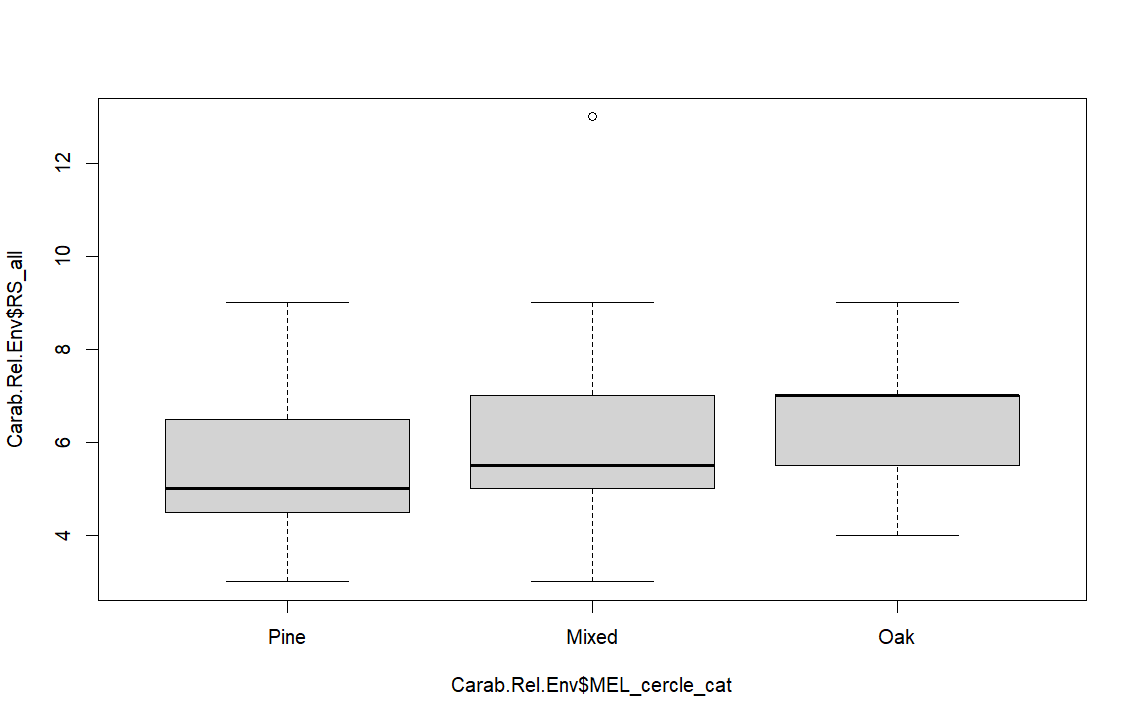 Carab.Rel.Env$RS_all
12
10
8
6
4
Pine
Mixed
Oak
Carab.Rel.Env$MEL_cercle_cat